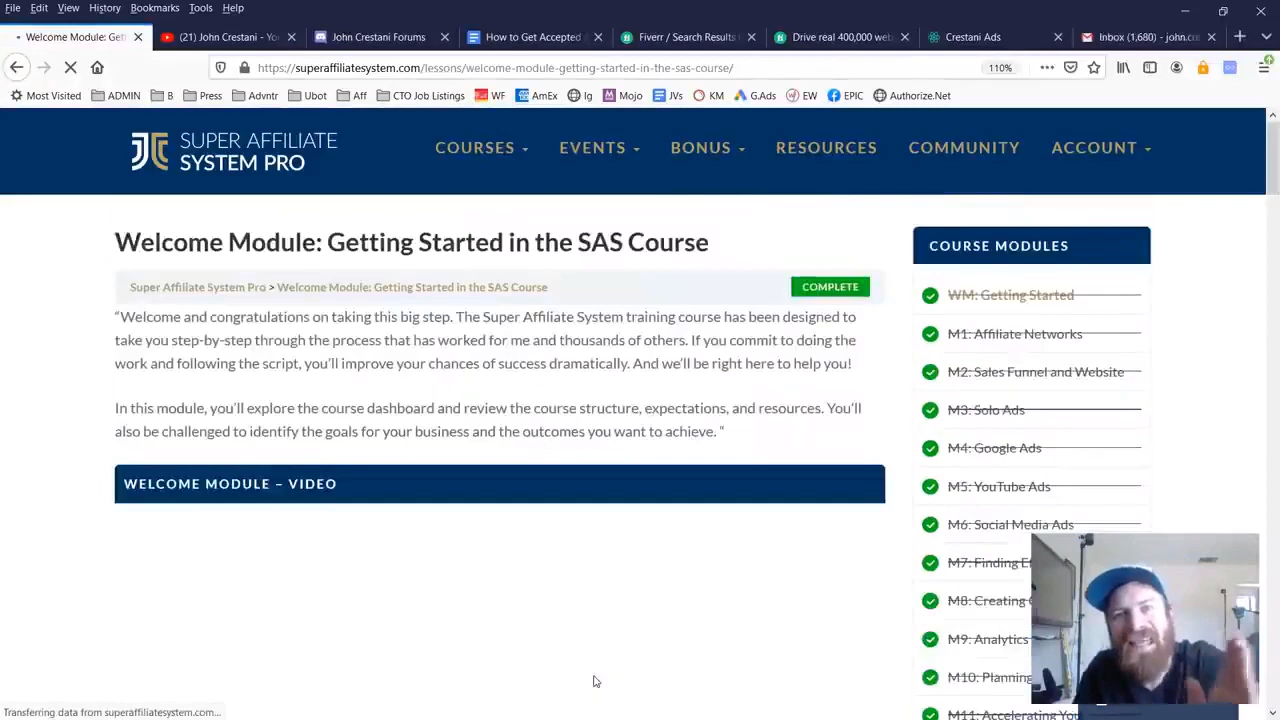 File Edit View History Bookmarks Tools Help
Welcome Module: Gett
(21) John Crestani - Yo
John Crestani Forums
How to Get Accepted
Fiverr / Search Results
Drive real 400,000 web
Crestani Ads
Inbox (1,680) - john.cre
https://superaffiliatesystem.com/lessons/welcome-module-getting-started-in-the-sas-course/
110%
Most Visited ADMIN B Press Advntr Ubot Aff CTO Job Listings WF AmEx Ig Mojo JVs KM G.Ads EW EPIC Authorize.Net
SUPER AFFILIATE
SYSTEM PRO
COURSES EVENTS BONUS RESOURCES COMMUNITY ACCOUNT
Welcome Module: Getting Started in the SAS Course
Super Affiliate System Pro > Welcome Module: Getting Started in the SAS Course
COMPLETE
“Welcome and congratulations on taking this big step. The Super Affiliate System training course has been designed to
take you step-by-step through the process that has worked for me and thousands of others. If you commit to doing the
work and following the script, you’ll improve your chances of success dramatically. And we’ll be right here to help you!
In this module, you’ll explore the course dashboard and review the course structure, expectations, and resources. You’ll
also be challenged to identify the goals for your business and the outcomes you want to achieve. “
WELCOME MODULE – VIDEO
COURSE MODULES
WM: Getting Started
M1: Affiliate Networks
M2: Sales Funnel and Website
M3: Solo Ads
M4: Google Ads
M5: YouTube Ads
M6: Social Media Ads
M7: Finding
M8: Creating
M9: Analytics
M10: Planning
M11: Accelerating You
Transferring data from superaffiliatesystem.com...